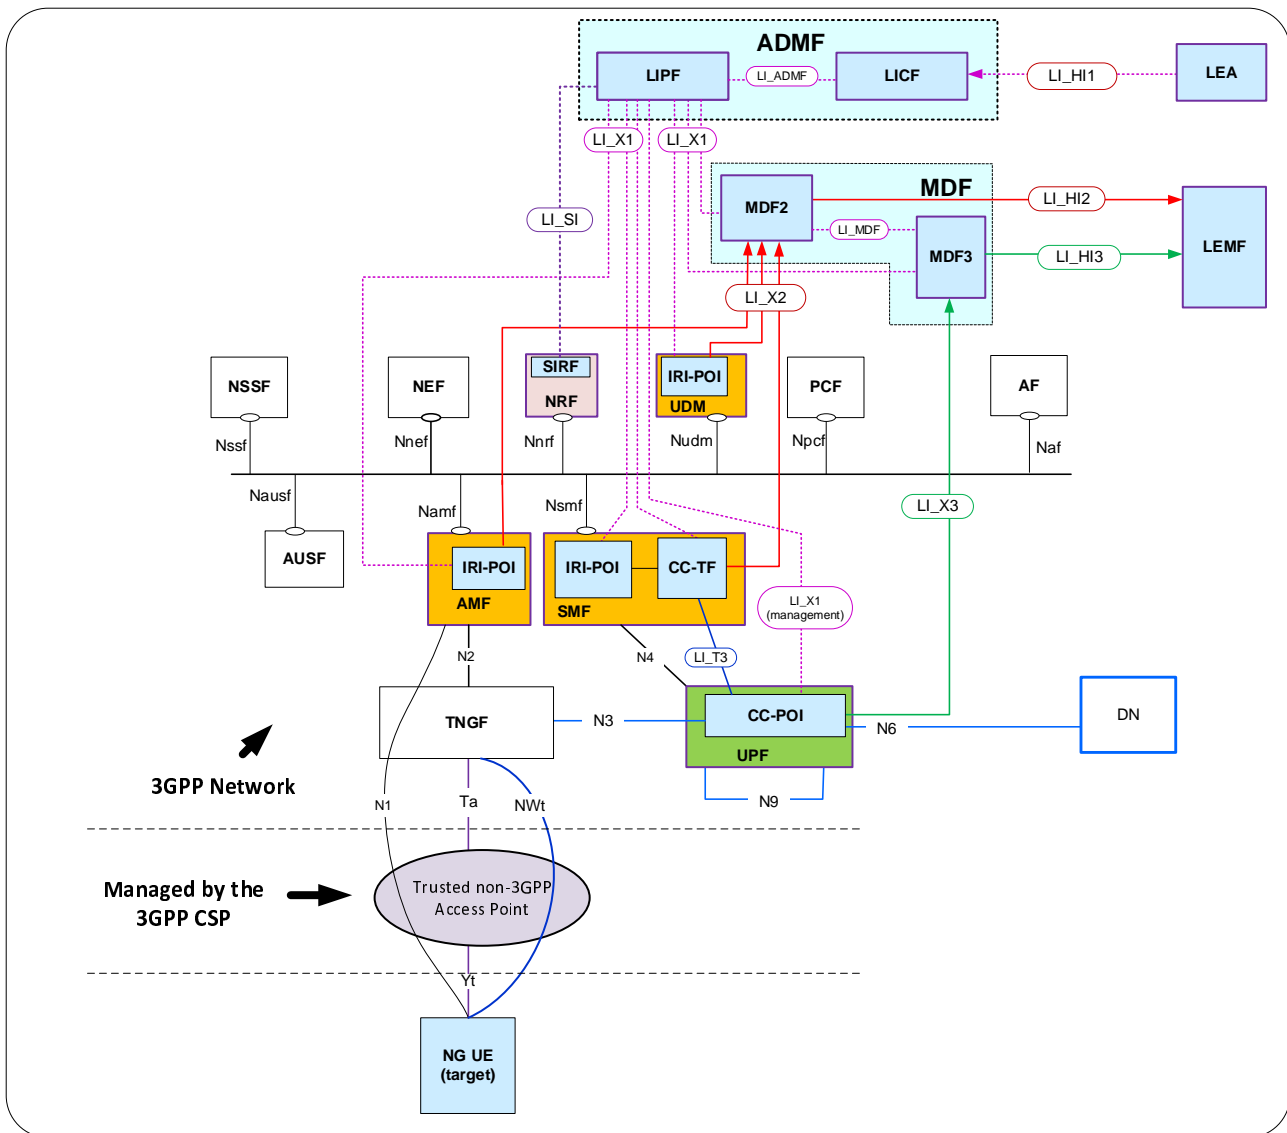 ADMF
LIPF
LI_ADMF
LICF
LI_HI1
LEA
LI_X1
LI_X1
MDF
MDF2
LI_HI2
LI_SI
LI_MDF
LEMF
MDF3
LI_HI3
LI_X2
SIRF
NSSF
NEF
NRF
IRI-POI
UDM
PCF
AF
Nssf
Nnef
Nnrf
Nudm
Npcf
Naf
Nausf
Namf
Nsmf
LI_X3
AUSF
IRI-POI
AMF
IRI-POI
CC-TF
SMF
LI_X1
(management)
N2
N4
LI_T3
TNGF
N3
CC-POI
UPF
N6
DN
3GPP Network
N1
Ta
NWt
N9
Managed by the
3GPP CSP
Trusted non-3GPP
Access Point
Yt
NG UE
(target)